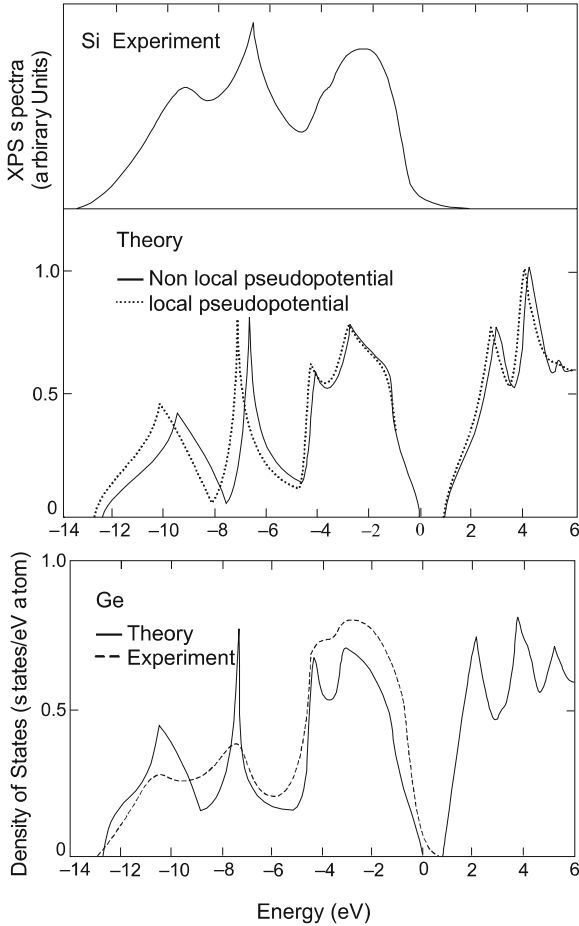 Si Experiment
XPS spectra
(arbirary Units)
Theory
Non local pseudopotential
local pseudopotential
1.0
0.5
0
−14 −12 −10 −8 −6 −4 −2 0 2 4 6
Density of States (states/eV atom)
1.0
0.5
0
Ge
Theory
Experiment
−14 −12 −10 −8 −6 −4 −2 0 2 4 6
Energy (eV)